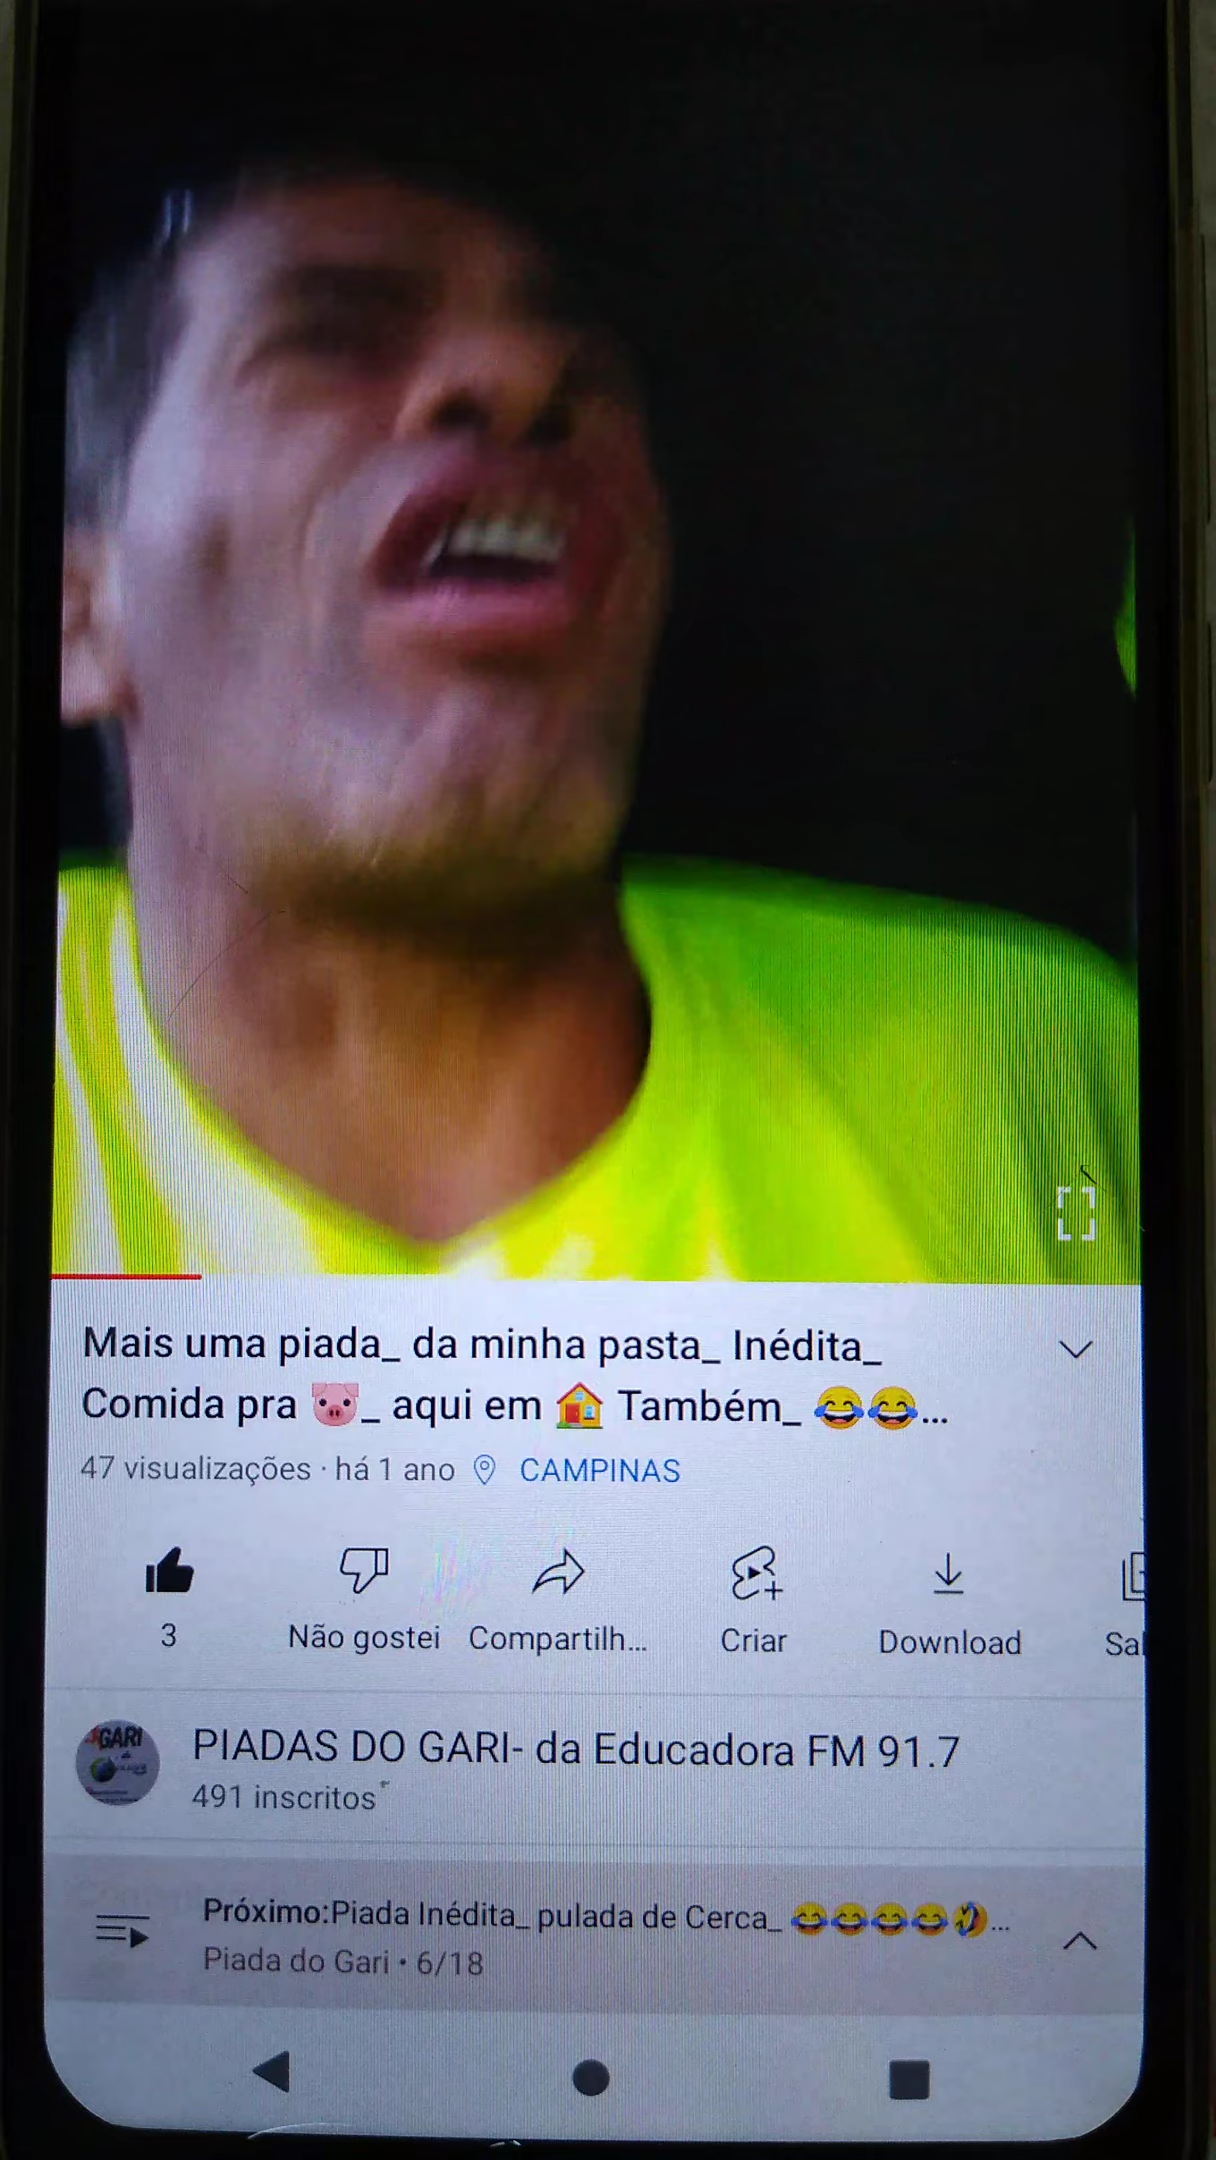 Mais uma piada_ da minha pasta_ Inédita_
Comida pra 🐷_ aqui em 🏠 Também_ 😂😂...
47 visualizações · há 1 ano CAMPINAS
3
Não gostei
Compartilh...
Criar
Download
Sal
GARI
PIADAS DO GARI- da Educadora FM 91.7
491 inscritos
Próximo:Piada Inédita_ pulada de Cerca_ 😂😂😂😂🤣...
Piada do Gari • 6/18